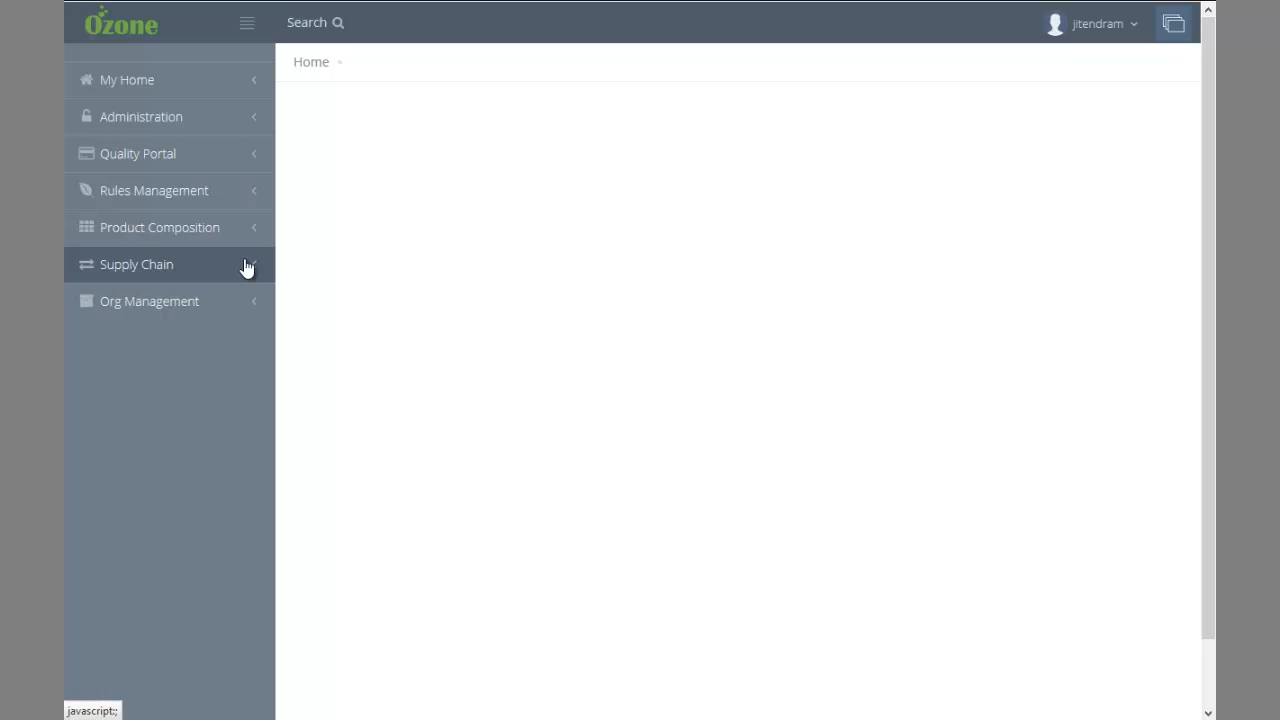 Ozone
Search
jitendram
Home
My Home
Administration
Quality Portal
Rules Management
Product Composition
Supply Chain
Org Management
javascript:;